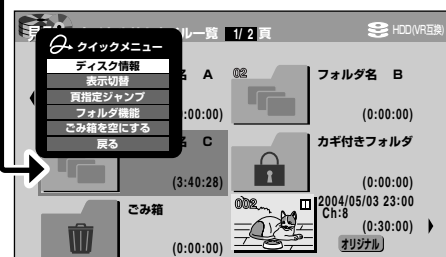 ル一覧 1/ 2 頁 HDD(VR互換)
クイックメニュー
ディスク情報
表示切替
頁指定ジャンプ
フォルダ機能
ごみ箱を空にする
戻る
A
:00:00)
02 フォルダ名 B
(0:00:00)
C
(3:40:28)
カギ付きフォルダ
(0:00:00)
ごみ箱
(0:00:00)
002 2004/05/03 23:00
Ch:8
(0:30:00)
オリジナル